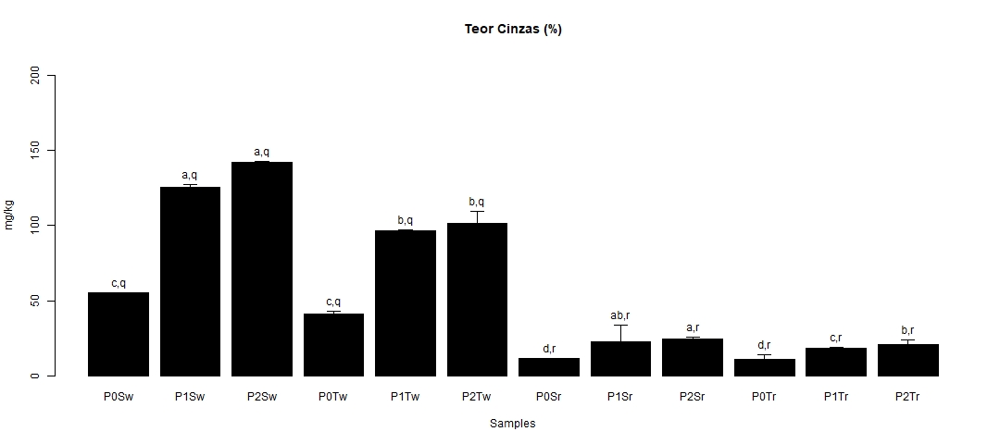 Teor Cinzas (%)
200
150
100
50
0
mg/kg
c,q
a,q
a,q
c,q
b,q
b,q
d,r
ab,r
a,r
d,r
c,r
b,r
P0Sw P1Sw P2Sw P0Tw P1Tw P2Tw P0Sr P1Sr P2Sr P0Tr P1Tr P2Tr
Samples